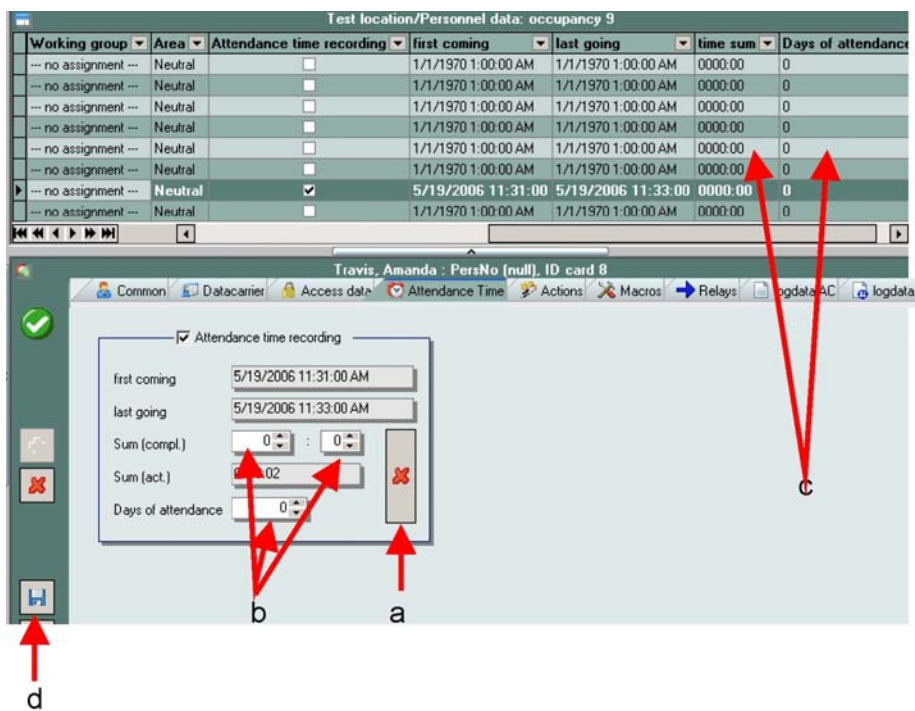 Test location/Personnel data: occupancy 9
Working group Area Attendance time recording first coming last going time sum Days of attendance
--- no assignment --- Neutral 1/1/1970 1:00:00 AM 1/1/1970 1:00:00 AM 0000:00 0
--- no assignment --- Neutral 1/1/1970 1:00:00 AM 1/1/1970 1:00:00 AM 0000:00 0
--- no assignment --- Neutral 1/1/1970 1:00:00 AM 1/1/1970 1:00:00 AM 0000:00 0
--- no assignment --- Neutral 1/1/1970 1:00:00 AM 1/1/1970 1:00:00 AM 0000:00 0
--- no assignment --- Neutral 1/1/1970 1:00:00 AM 1/1/1970 1:00:00 AM 0000:00 0
--- no assignment --- Neutral 1/1/1970 1:00:00 AM 1/1/1970 1:00:00 AM 0000:00 0
--- no assignment --- Neutral 5/19/2006 11:31:00 5/19/2006 11:33:00 0000:00 0
--- no assignment --- Neutral 1/1/1970 1:00:00 AM 1/1/1970 1:00:00 AM 0000:00 0
Travis, Amanda : PersNo (null), ID card 8
Common Datacarrier Access data Attendance Time Actions Macros Relays logdata AC logdata
Attendance time recording
first coming 5/19/2006 11:31:00 AM
last going 5/19/2006 11:33:00 AM
Sum (compl.) 0 : 0
Sum (act.) :02
Days of attendance 0
c
b a
d